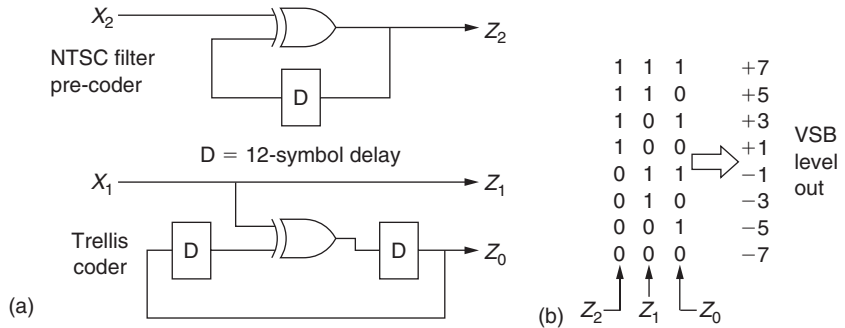 X2
Z2
NTSC filter
pre-coder
D
D = 12-symbol delay
X1
Z1
Trellis
coder
D
D
Z0
(a)
1 1 1 +7
1 1 0 +5
1 0 1 +3
1 0 0 +1
0 1 1 −1
0 1 0 −3
0 0 1 −5
0 0 0 −7
VSB
level
out
(b)
Z2 Z1 Z0